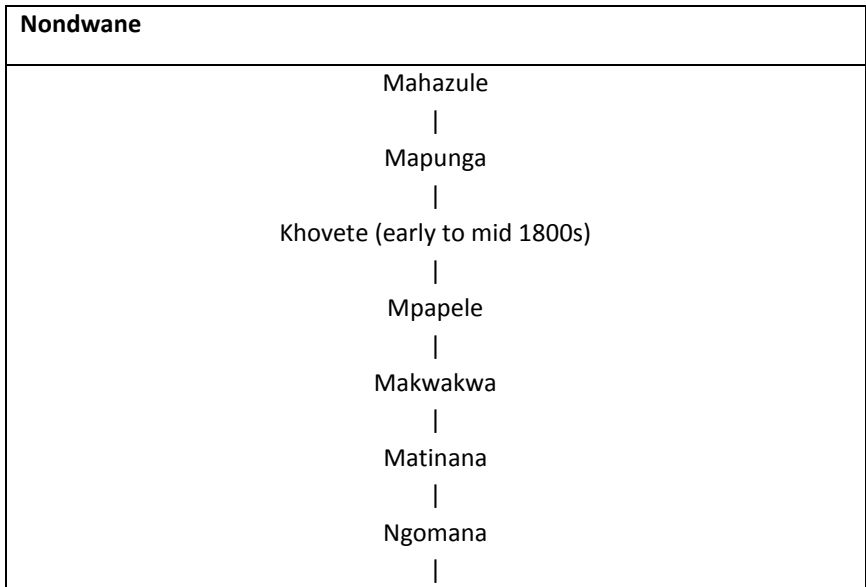 Nondwane
Mahazule
|
Mapunga
|
Khovete (early to mid 1800s)
|
Mpapele
|
Makwakwa
|
Matinana
|
Ngomana
|